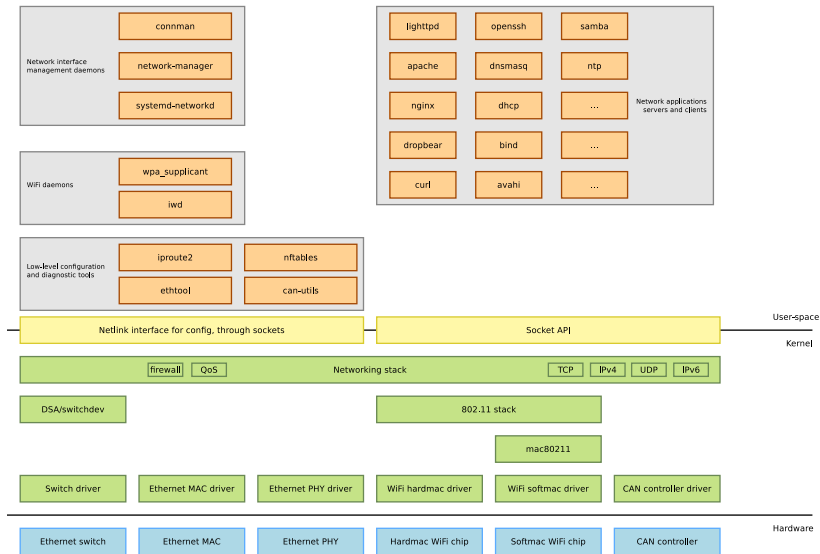 connman
Network interface
management daemons
network-manager
systemd-networkd
lighttpd
openssh
samba
apache
dnsmasq
ntp
nginx
dhcp
...
Network applications
servers and clients
dropbear
bind
...
curl
avahi
...
WiFi daemons
wpa_supplicant
iwd
Low-level configuration
and diagnostic tools
iproute2
nftables
ethtool
can-utils
User-space
Netlink interface for config, through sockets
Socket API
Kernel
firewall
QoS
Networking stack
TCP
IPv4
UDP
IPv6
DSA/switchdev
802.11 stack
mac80211
Switch driver
Ethernet MAC driver
Ethernet PHY driver
WiFi hardmac driver
WiFi softmac driver
CAN controller driver
Hardware
Ethernet switch
Ethernet MAC
Ethernet PHY
Hardmac WiFi chip
Softmac WiFi chip
CAN controller